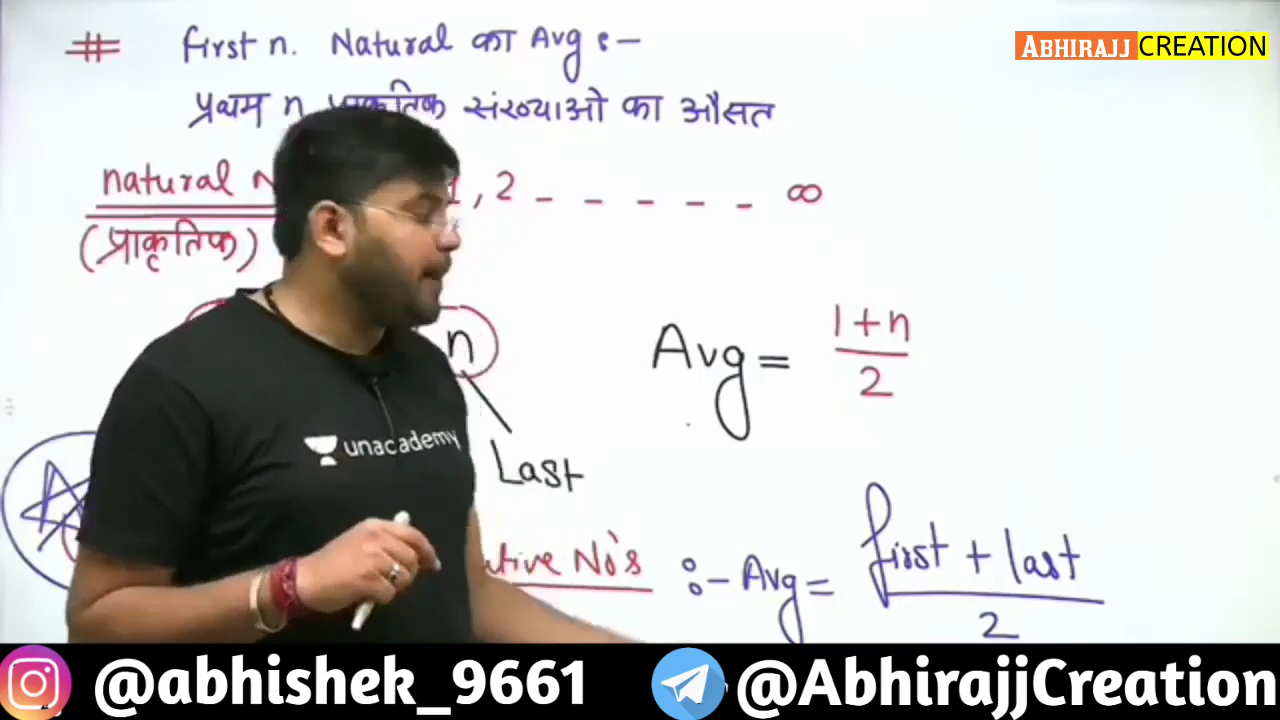 First n. Natural का Avg :-
ABHIRAJJ CREATION
प्रथम n प्राकृतिक संख्याओ का औसत
natural 1, 2 - - - - - ∞
(प्राकृतिक)
1+n
n Avg = ―
2
Last
No's :- Avg = first + last
2
unacademy
@abhishek_9661 @AbhirajjCreation